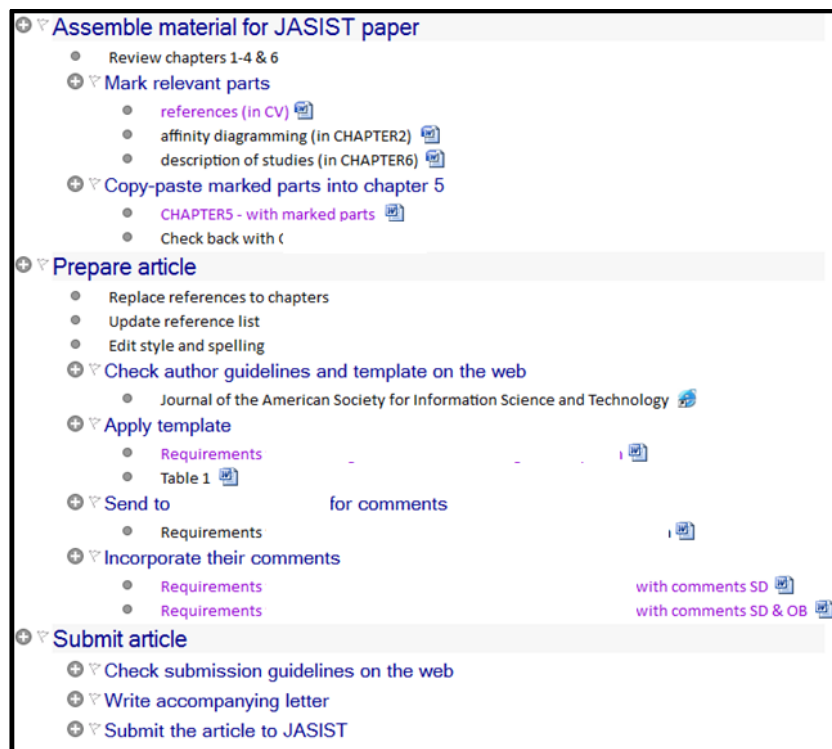 Assemble material for JASIST paper
Review chapters 1-4 & 6
Mark relevant parts
references (in CV)
affinity diagramming (in CHAPTER2)
description of studies (in CHAPTER6)
Copy-paste marked parts into chapter 5
CHAPTER5 - with marked parts
Check back with
Prepare article
Replace references to chapters
Update reference list
Edit style and spelling
Check author guidelines and template on the web
Journal of the American Society for Information Science and Technology
Apply template
Requirements
Table 1
Send to for comments
Requirements
Incorporate their comments
Requirements with comments SD
Requirements with comments SD & OB
Submit article
Check submission guidelines on the web
Write accompanying letter
Submit the article to JASIST